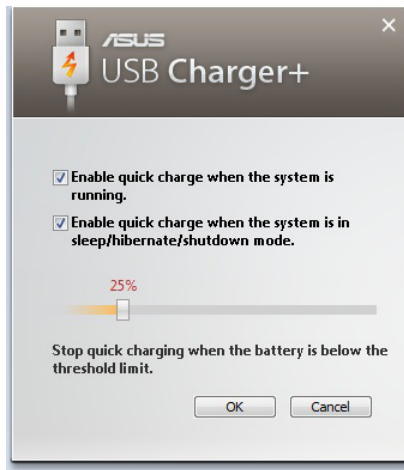 ASUS
USB Charger+
Enable quick charge when the system is
running.
Enable quick charge when the system is in
sleep/hibernate/shutdown mode.
25%
Stop quick charging when the battery is below the
threshold limit.
OK Cancel